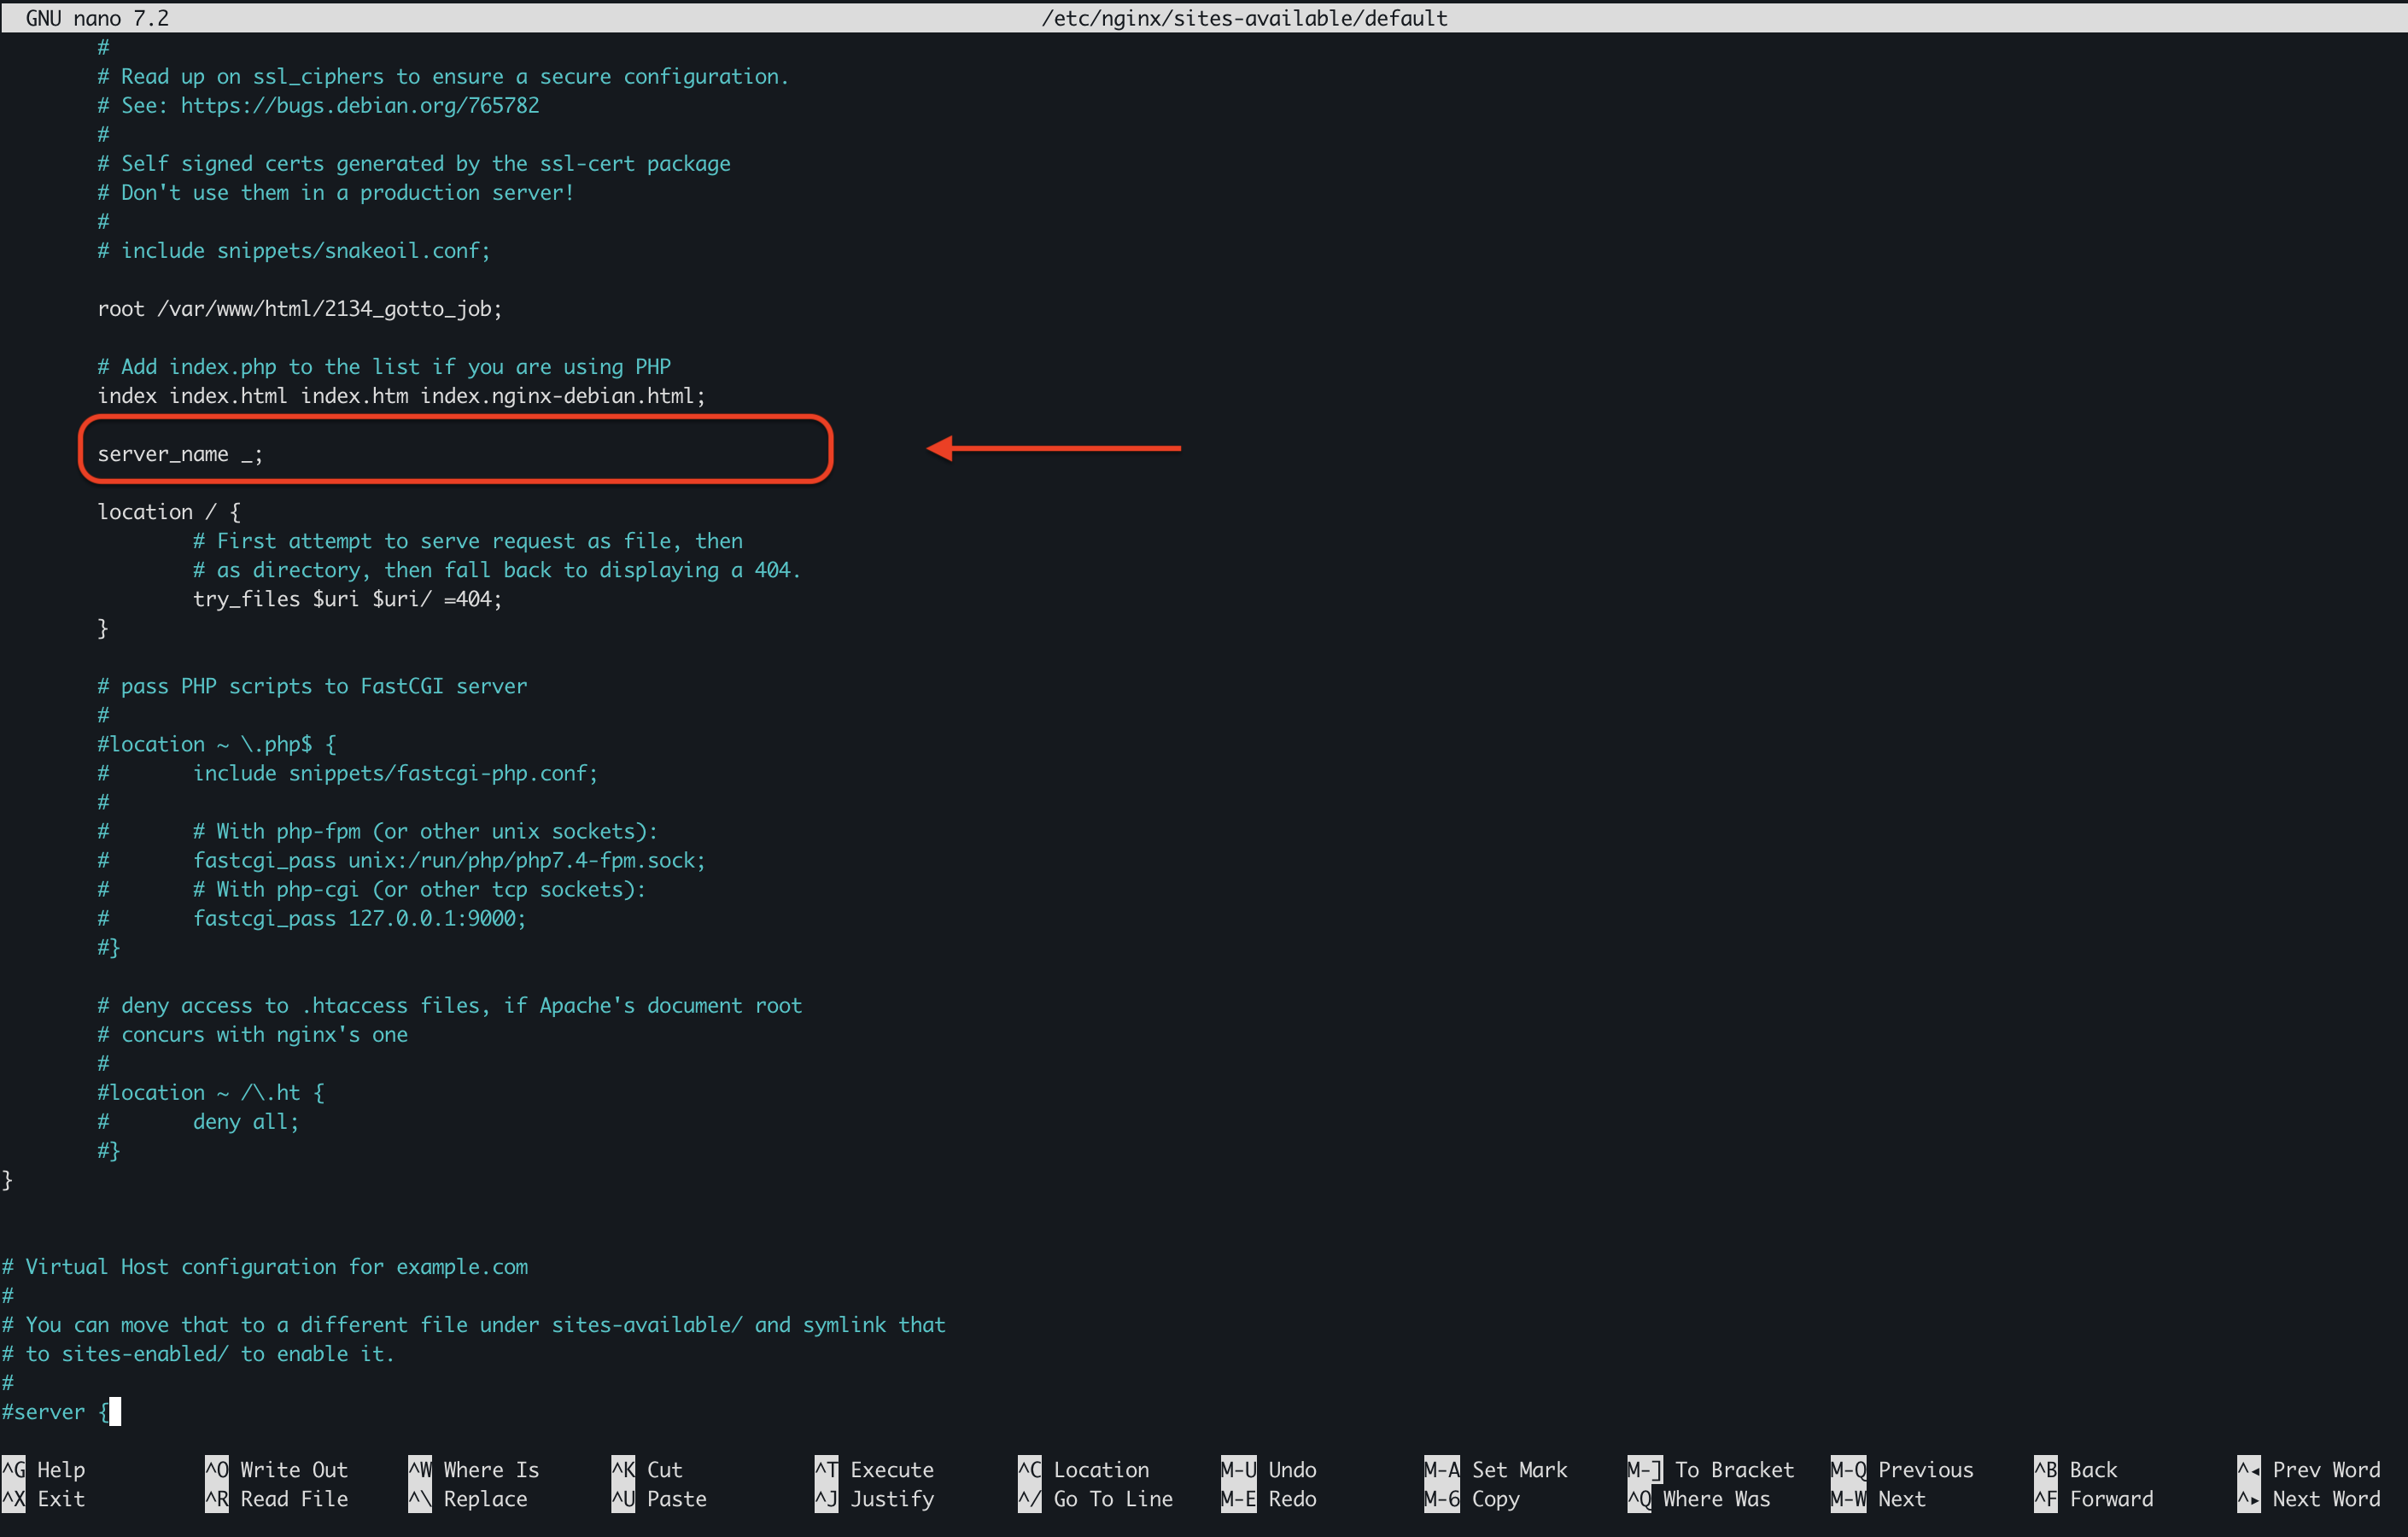 GNU nano 7.2 /etc/nginx/sites-available/default
#
# Read up on ssl_ciphers to ensure a secure configuration.
# See: https://bugs.debian.org/765782
#
# Self signed certs generated by the ssl-cert package
# Don't use them in a production server!
#
# include snippets/snakeoil.conf;
root /var/www/html/2134_gotto_job;
# Add index.php to the list if you are using PHP
index index.html index.htm index.nginx-debian.html;
server_name _;
location / {
# First attempt to serve request as file, then
# as directory, then fall back to displaying a 404.
try_files $uri $uri/ =404;
}
# pass PHP scripts to FastCGI server
#
#location ~ \.php$ {
#       include snippets/fastcgi-php.conf;
#
#       # With php-fpm (or other unix sockets):
#       fastcgi_pass unix:/run/php/php7.4-fpm.sock;
#       # With php-cgi (or other tcp sockets):
#       fastcgi_pass 127.0.0.1:9000;
#}
# deny access to .htaccess files, if Apache's document root
# concurs with nginx's one
#
#location ~ /\.ht {
#       deny all;
#}
}
# Virtual Host configuration for example.com
#
# You can move that to a different file under sites-available/ and symlink that
# to sites-enabled/ to enable it.
#
#server {
^G Help ^O Write Out ^W Where Is ^K Cut ^T Execute ^C Location M-U Undo M-A Set Mark M-] To Bracket M-Q Previous ^B Back ^◂ Prev Word
^X Exit ^R Read File ^\ Replace ^U Paste ^J Justify ^/ Go To Line M-E Redo M-6 Copy ^Q Where Was M-W Next ^F Forward ^▸ Next Word